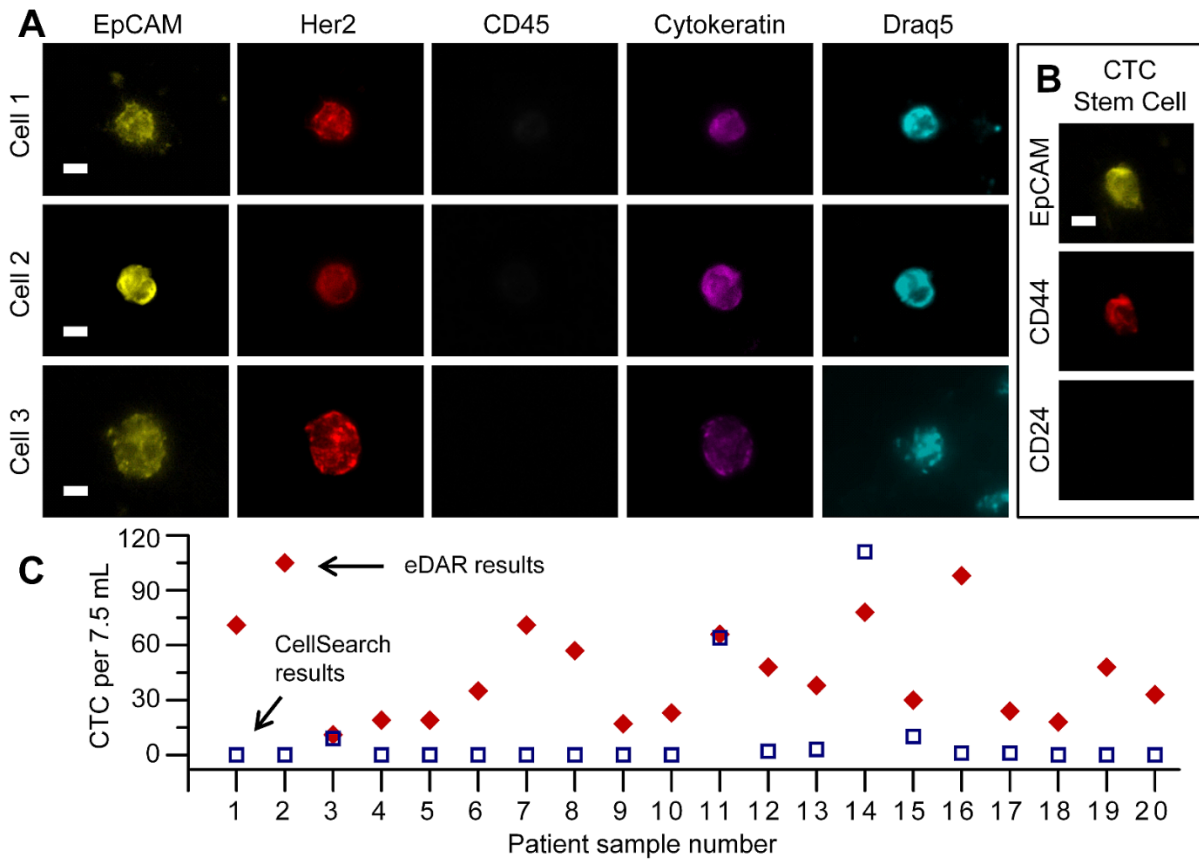 A
EpCAM Her2 CD45 Cytokeratin Draq5
Cell 1
Cell 2
Cell 3
B
CTC
Stem Cell
EpCAM
CD44
CD24
C
CTC per 7.5 mL
120
90
60
30
0
eDAR results
CellSearch
results
1 2 3 4 5 6 7 8 9 10 11 12 13 14 15 16 17 18 19 20
Patient sample number